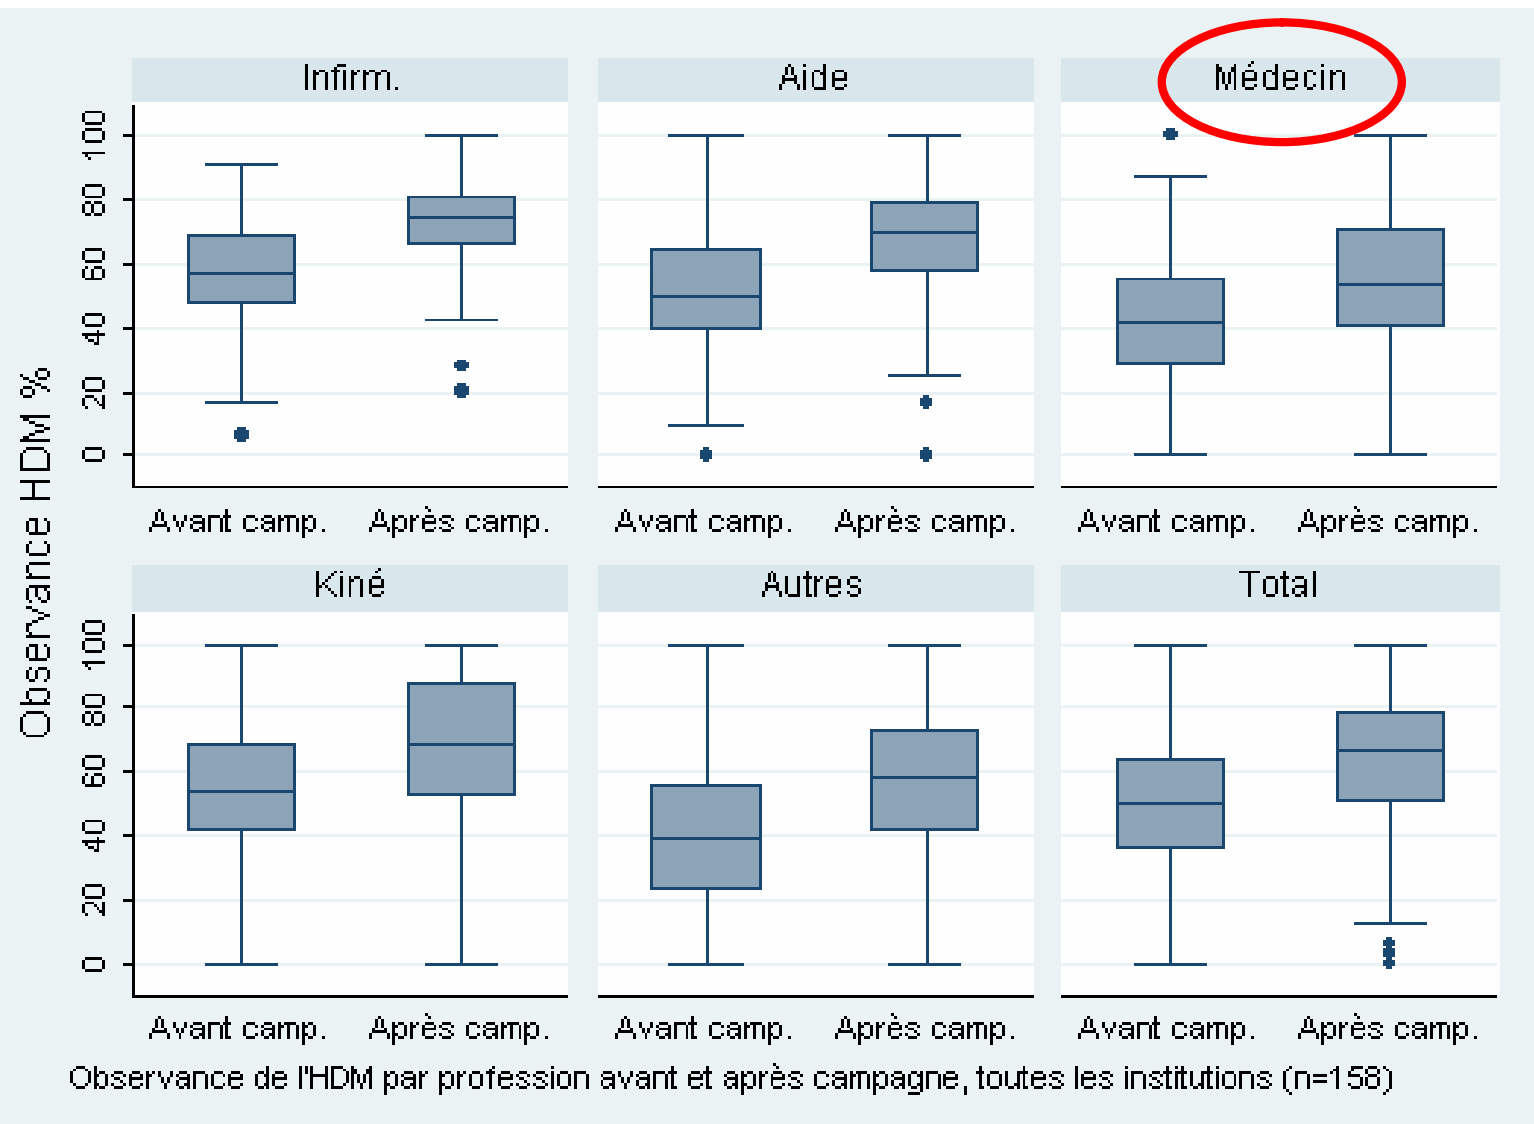 Infirm.
Aide
Médecin
100
80
60
40
20
0
Avant camp.
Après camp.
Avant camp.
Après camp.
Avant camp.
Après camp.
Observance HDM %
Kiné
Autres
Total
100
80
60
40
20
0
Avant camp.
Après camp.
Avant camp.
Après camp.
Avant camp.
Après camp.
Observance de l'HDM par profession avant et après campagne, toutes les institutions (n=158)